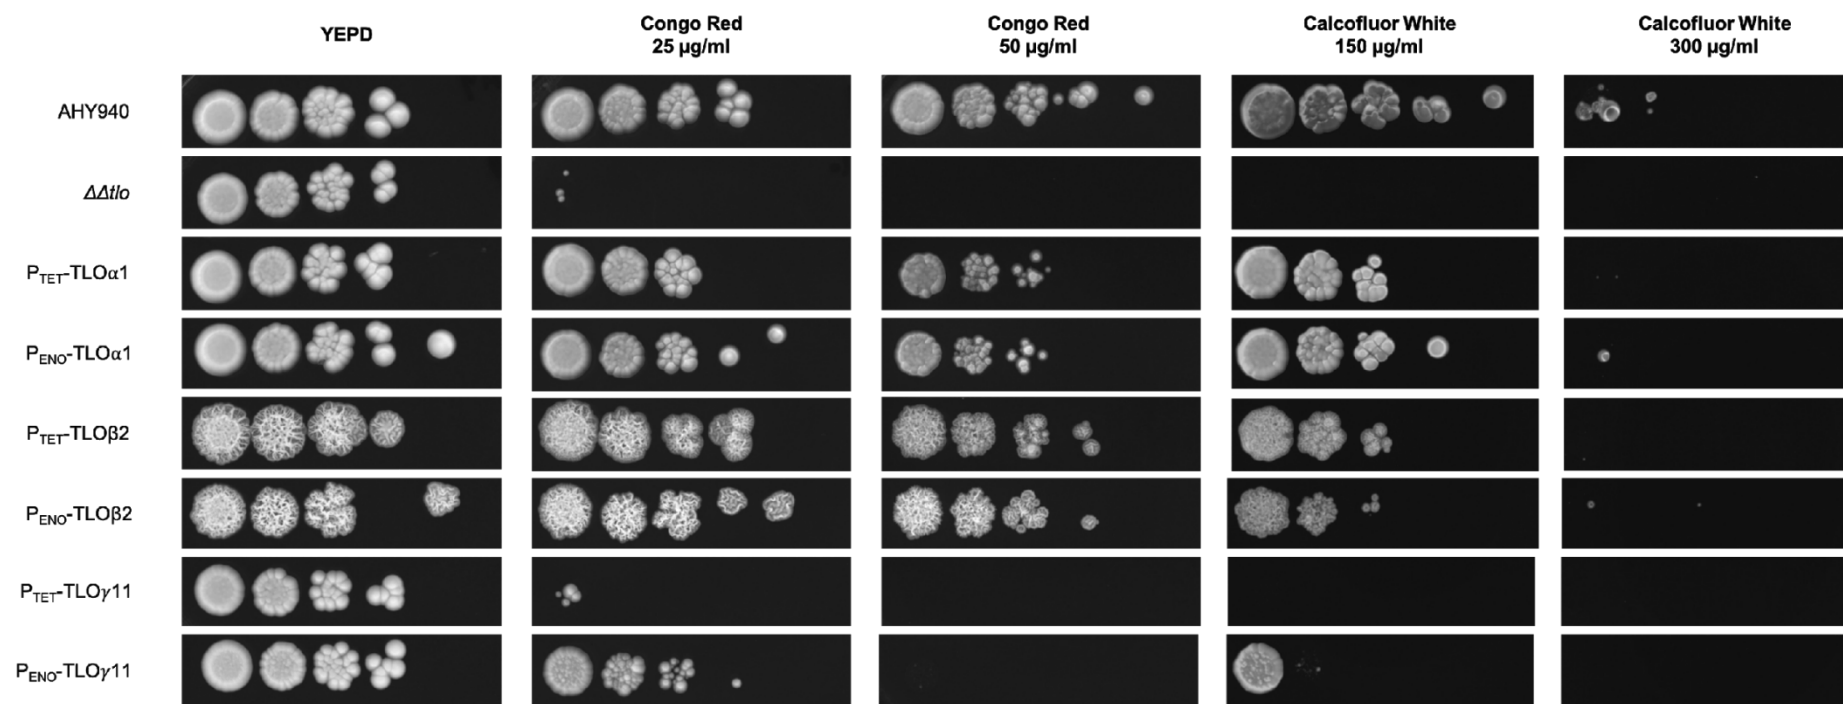 YEPD
Congo Red
25 µg/ml
Congo Red
50 µg/ml
Calcofluor White
150 µg/ml
Calcofluor White
300 µg/ml
AHY940
ΔΔtlo
PTET-TLOα1
PENO-TLOα1
PTET-TLOβ2
PENO-TLOβ2
PTET-TLOγ11
PENO-TLOγ11